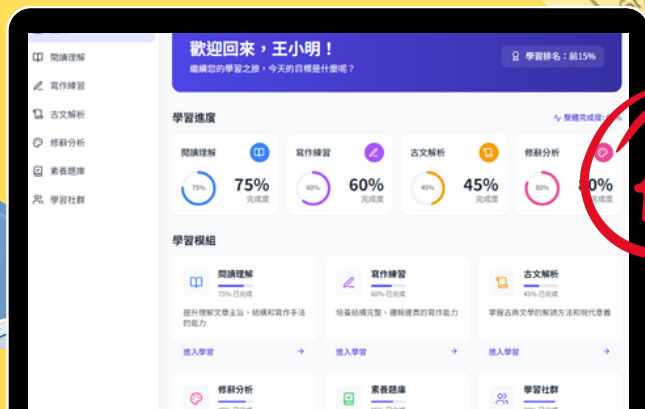 歡迎回來，王小明！
繼續您的學習之旅，今天的目標是什麼呢？
學習排名：前15%
閱讀理解
寫作練習
古文解析
修辭分析
素養題庫
學習社群
學習進度
整體完成度:
閱讀理解
75%
75%
完成度
寫作練習
60%
60%
完成度
古文解析
45%
45%
完成度
修辭分析
80%
80%
完成度
學習模組
閱讀理解
75% 已完成
提升理解文章主旨、結構和寫作手法
的能力
進入學習
寫作練習
60% 已完成
培養結構完整、邏輯連貫的寫作能力
進入學習
古文解析
45% 已完成
掌握古典文學的解讀方法和現代意義
進入學習
修辭分析
素養題庫
學習社群